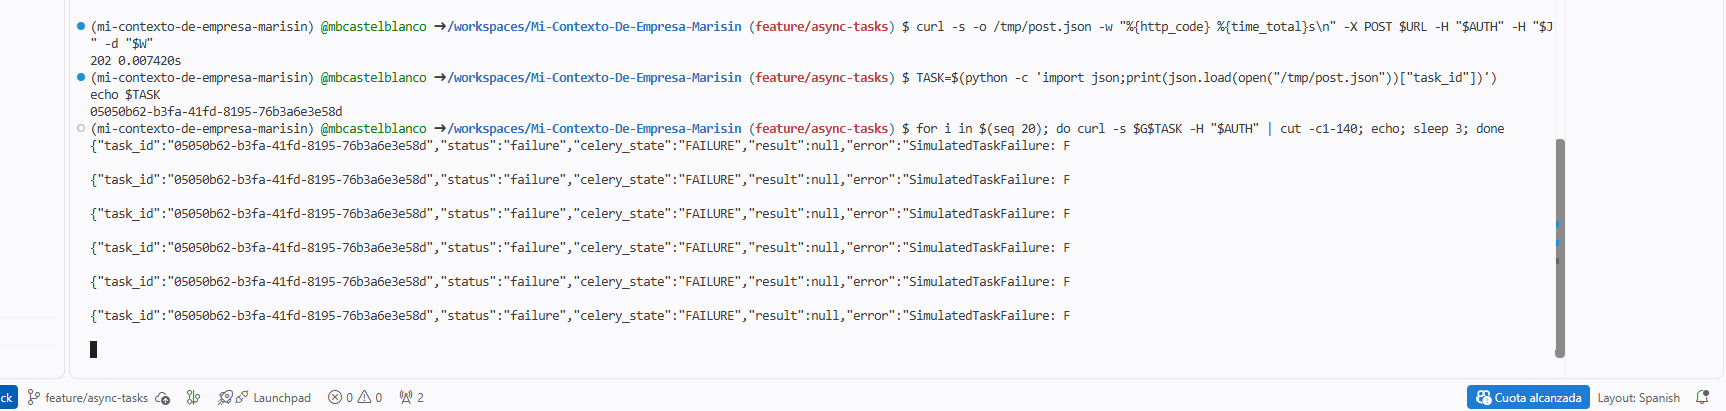 (mi-contexto-de-empresa-marisin) @mbcastelblanco ➜/workspaces/Mi-Contexto-De-Empresa-Marisin (feature/async-tasks) $ curl -s -o /tmp/post.json -w "%{http_code} %{time_total}s\n" -X POST $URL -H "$AUTH" -H "$J
" -d "$W"
202 0.007420s
(mi-contexto-de-empresa-marisin) @mbcastelblanco ➜/workspaces/Mi-Contexto-De-Empresa-Marisin (feature/async-tasks) $ TASK=$(python -c 'import json;print(json.load(open("/tmp/post.json"))["task_id"])')
echo $TASK
05050b62-b3fa-41fd-8195-76b3a6e3e58d
(mi-contexto-de-empresa-marisin) @mbcastelblanco ➜/workspaces/Mi-Contexto-De-Empresa-Marisin (feature/async-tasks) $ for i in $(seq 20); do curl -s $G$TASK -H "$AUTH" | cut -c1-140; echo; sleep 3; done
{"task_id":"05050b62-b3fa-41fd-8195-76b3a6e3e58d","status":"failure","celery_state":"FAILURE","result":null,"error":"SimulatedTaskFailure: F
{"task_id":"05050b62-b3fa-41fd-8195-76b3a6e3e58d","status":"failure","celery_state":"FAILURE","result":null,"error":"SimulatedTaskFailure: F
{"task_id":"05050b62-b3fa-41fd-8195-76b3a6e3e58d","status":"failure","celery_state":"FAILURE","result":null,"error":"SimulatedTaskFailure: F
{"task_id":"05050b62-b3fa-41fd-8195-76b3a6e3e58d","status":"failure","celery_state":"FAILURE","result":null,"error":"SimulatedTaskFailure: F
{"task_id":"05050b62-b3fa-41fd-8195-76b3a6e3e58d","status":"failure","celery_state":"FAILURE","result":null,"error":"SimulatedTaskFailure: F
{"task_id":"05050b62-b3fa-41fd-8195-76b3a6e3e58d","status":"failure","celery_state":"FAILURE","result":null,"error":"SimulatedTaskFailure: F
ck feature/async-tasks Launchpad 0 0 2 Cuota alcanzada Layout: Spanish